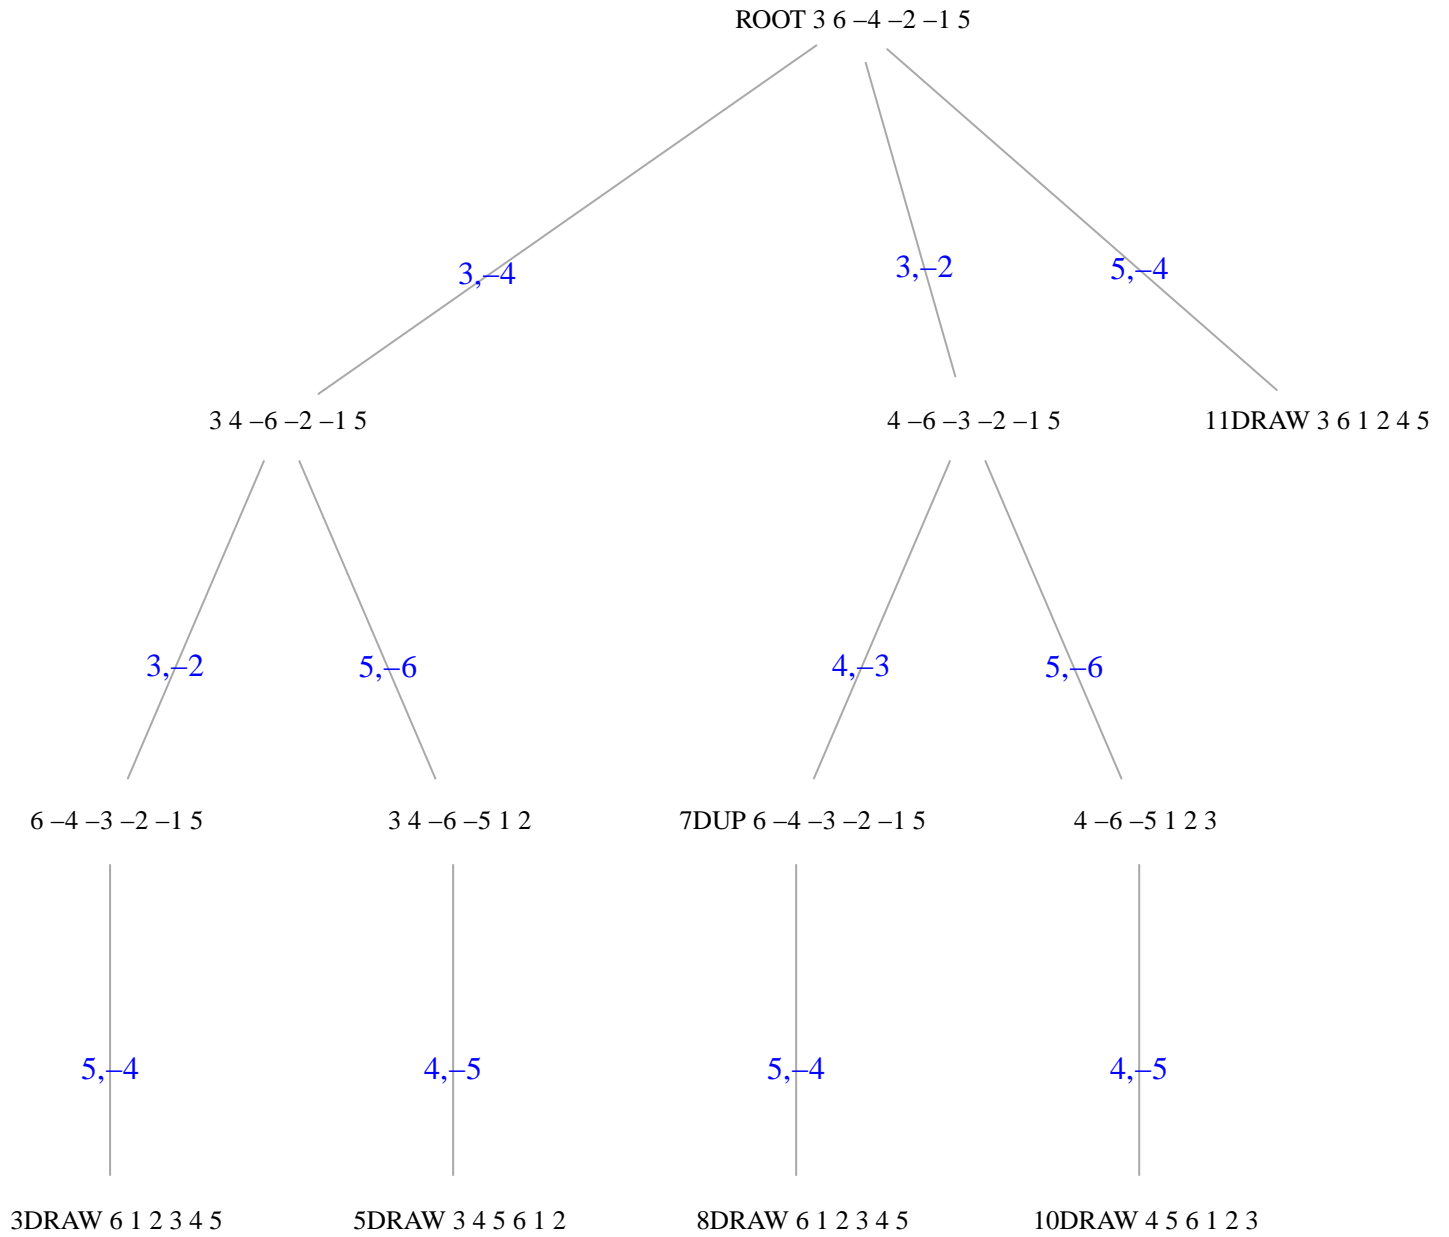 ROOT 3 6 –4 –2 –1 5
3,–4
3,–2
5,–4
3 4 –6 –2 –1 5
4 –6 –3 –2 –1 5
11DRAW 3 6 1 2 4 5
3,–2
5,–6
4,–3
5,–6
6 –4 –3 –2 –1 5
3 4 –6 –5 1 2
7DUP 6 –4 –3 –2 –1 5
4 –6 –5 1 2 3
5,–4
4,–5
5,–4
4,–5
3DRAW 6 1 2 3 4 5
5DRAW 3 4 5 6 1 2
8DRAW 6 1 2 3 4 5
10DRAW 4 5 6 1 2 3